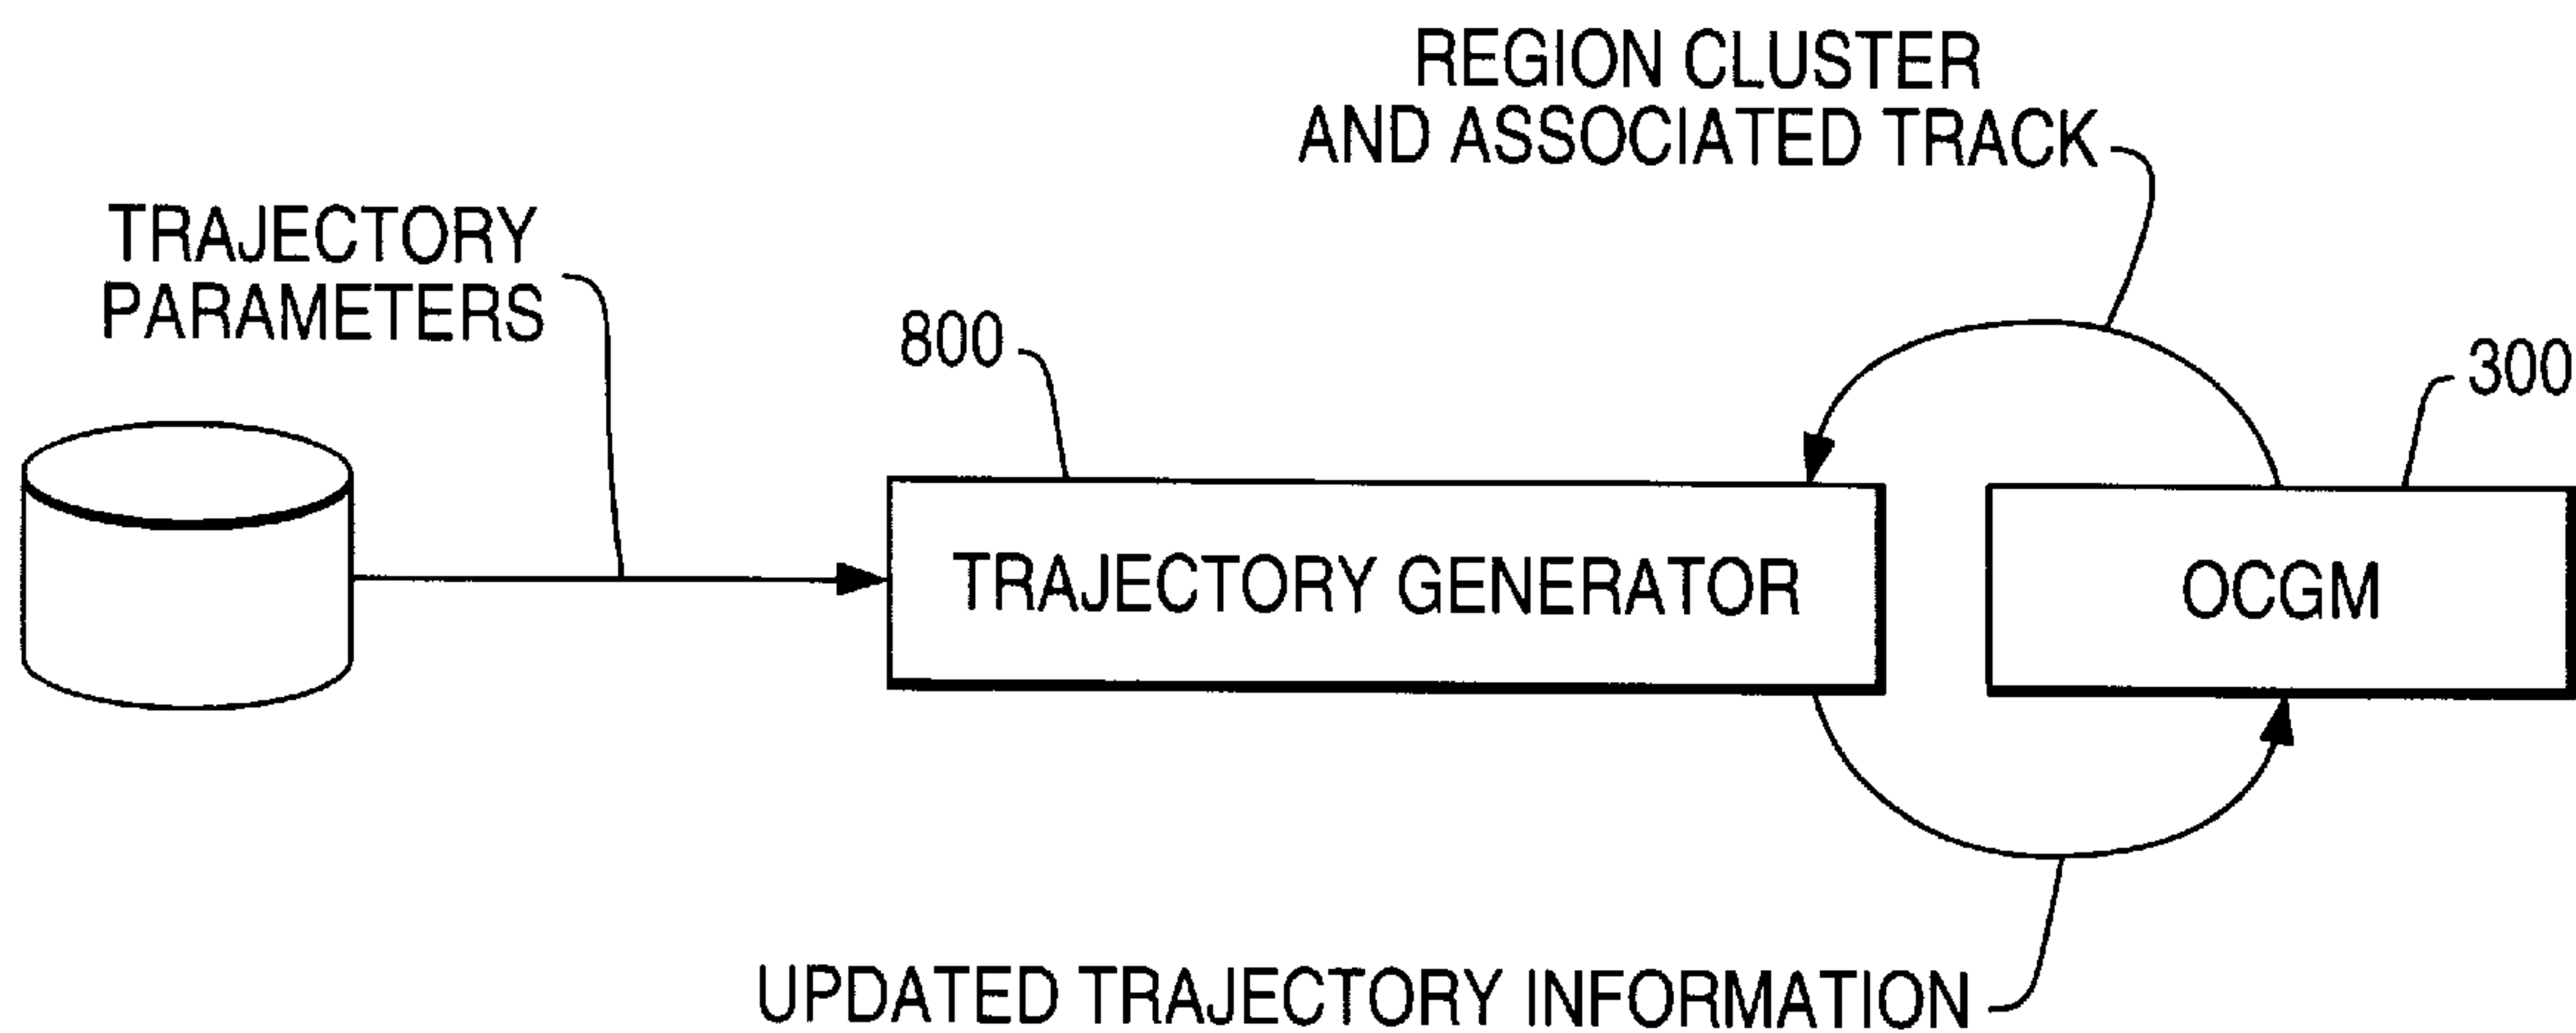 REGION CLUSTER
AND ASSOCIATED TRACK
TRAJECTORY
PARAMETERS
800
300
TRAJECTORY GENERATOR
OCGM
UPDATED TRAJECTORY INFORMATION